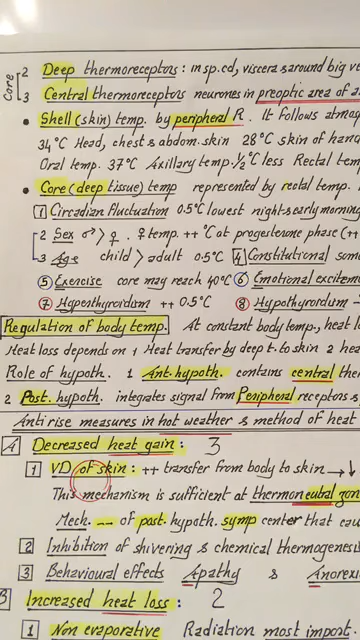 Core
2 Deep thermoreceptors: in sp.cd, viscera & around big ve
3 Central thermoreceptors neurones in preoptic area of a
• Shell (skin) temp. by peripheral R. It follows atmos
34°C Head, chest & abdom. skin 28°C skin of hand
Oral temp. 37°C Axillary temp. ½°C less Rectal tem
• Core (deep tissue) temp represented by rectal temp.
1 Circadian Fluctuation 0.5°C lowest night & early morning
2 Sex ♂ > ♀. ♀ temp. ++ °C at progesterone phase (++
3 Age child > adult 0.5°C 4 Constitutional som
5 Exercise core may reach 40°C 6 Emotional exciteme
7 Hyperthyroidism ++ 0.5°C 8 Hypothyroidism -
Regulation of body temp. At constant body temp., heat l
Heat loss depends on 1 Heat transfer by deep t. to skin 2 hea
Role of hypoth. 1 Ant. hypoth. contains central the
2 Post. hypoth. integrates signal from Peripheral receptors &
Anti rise measures in hot weather & method of heat
A Decreased heat gain: 3
1 VD of skin: ++ transfer from body to skin → ↓
This mechanism is sufficient at thermoneutral zon
Mech. -- of post. hypoth. symp center that cau
2 Inhibition of shivering & chemical thermogenesi
3 Behavioural effects Apathy & Anorex
B Increased heat loss: 2
1 Non evaporative Radiation most import.